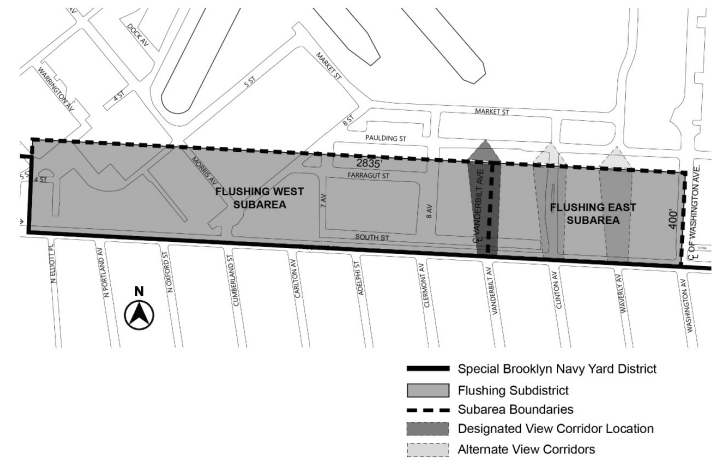 AV
DOCK AV
WARRINGTON AV
4 ST
5 ST
6 ST
MARKET ST
MARKET ST
PAULDING ST
2835'
FARRAGUT ST
MORRIS AV
4 ST
FLUSHING WEST
SUBAREA
7 AV
8 AV
℄ VANDERBILT AVE
FLUSHING EAST
SUBAREA
400'
℄ OF WASHINGTON AVE.
SOUTH ST
N ELLIOTT PL
N PORTLAND AV
N OXFORD ST
CUMBERLAND ST
CARLTON AV
ADELPHI ST
CLERMONT AV
VANDERBILT AV
CLINTON AV
WAVERLY AV
WASHINGTON AV
N
Special Brooklyn Navy Yard District
Flushing Subdistrict
Subarea Boundaries
Designated View Corridor Location
Alternate View Corridors